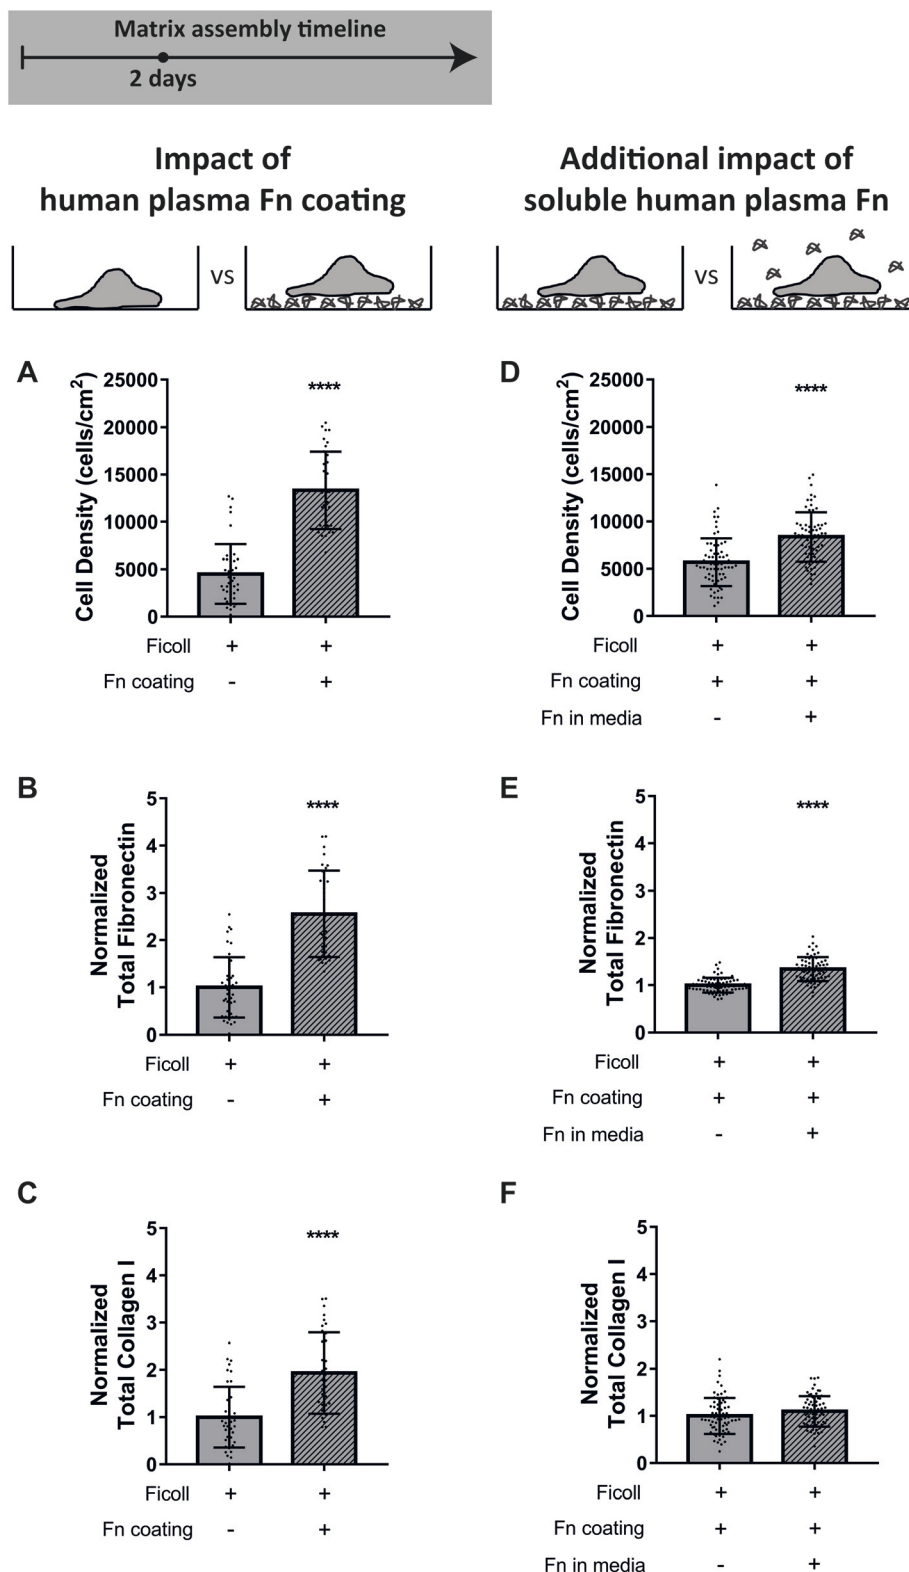 Matrix assembly timeline
2 days
Impact of
human plasma Fn coating
Additional impact of
soluble human plasma Fn
vs
vs
A
Cell Density (cells/cm²)
25000
20000
15000
10000
5000
0
****
Ficoll + +
Fn coating - +
D
Cell Density (cells/cm²)
25000
20000
15000
10000
5000
0
****
Ficoll + +
Fn coating + +
Fn in media - +
B
Normalized
Total Fibronectin
5
4
3
2
1
0
****
Ficoll + +
Fn coating - +
E
Normalized
Total Fibronectin
5
4
3
2
1
0
****
Ficoll + +
Fn coating + +
Fn in media - +
C
Normalized
Total Collagen I
5
4
3
2
1
0
****
Ficoll + +
Fn coating - +
F
Normalized
Total Collagen I
5
4
3
2
1
0
Ficoll + +
Fn coating + +
Fn in media - +